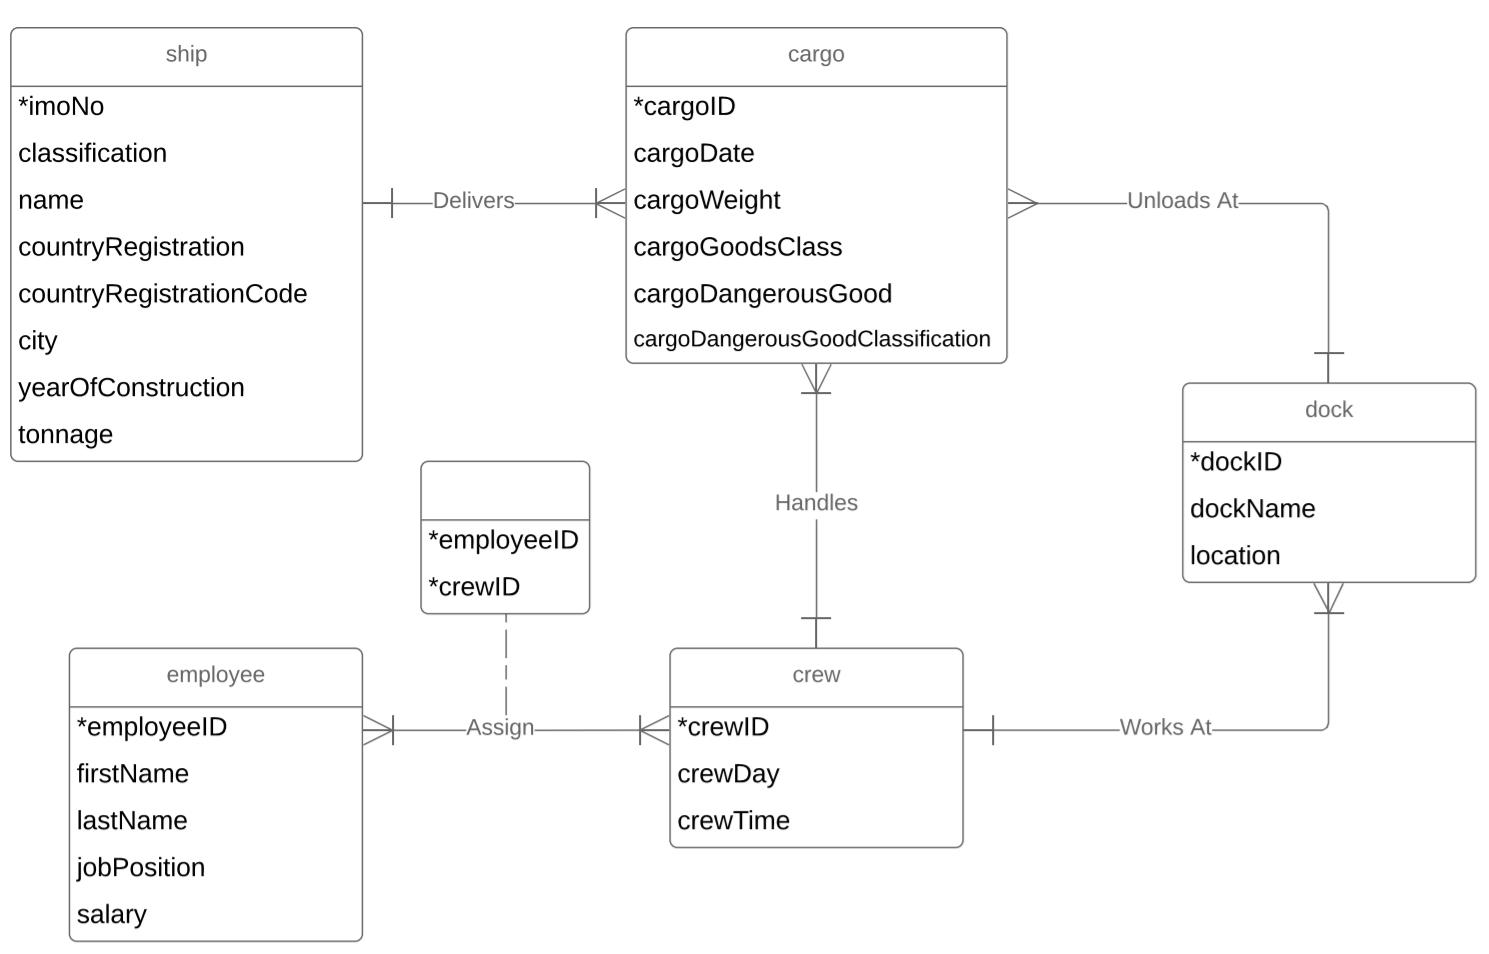 ship
*imoNo
classification
name
countryRegistration
countryRegistrationCode
city
yearOfConstruction
tonnage
Delivers
cargo
*cargoID
cargoDate
cargoWeight
cargoGoodsClass
cargoDangerousGood
cargoDangerousGoodClassification
Unloads At
dock
*dockID
dockName
location
Handles
*employeeID
*crewID
employee
*employeeID
firstName
lastName
jobPosition
salary
Assign
crew
*crewID
crewDay
crewTime
Works At